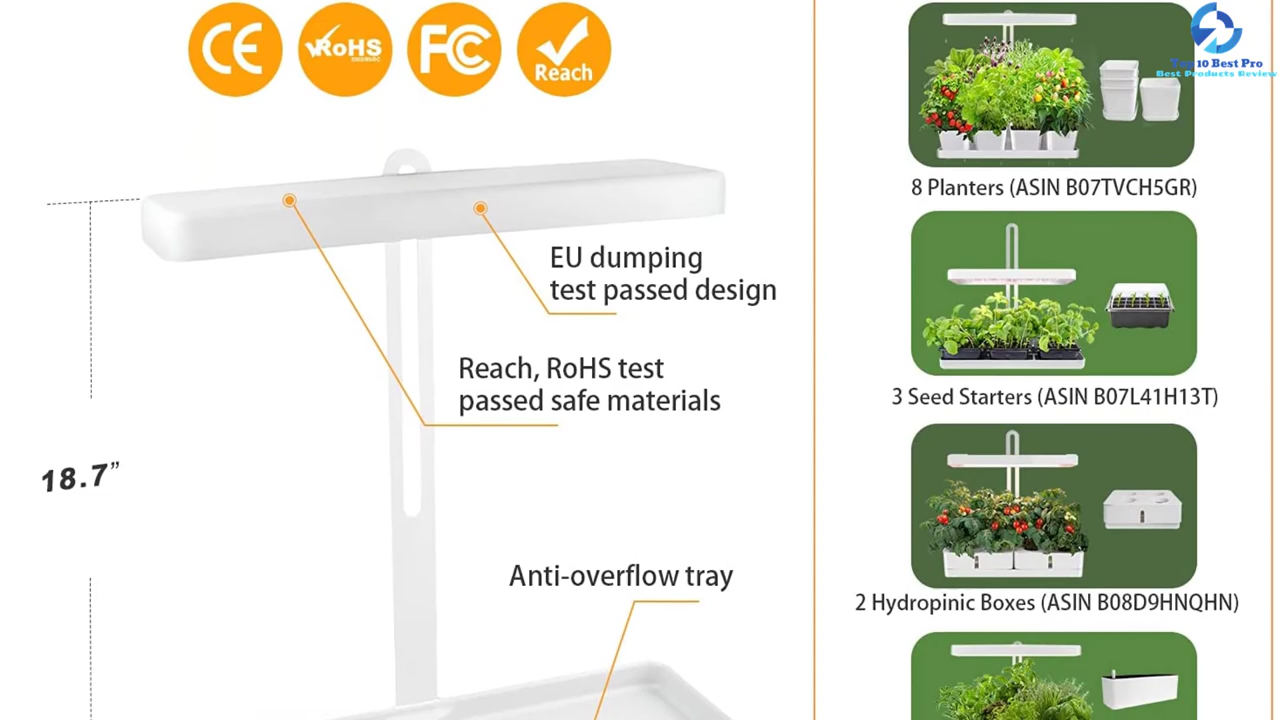 CE
RoHS
FC
Reach
Top 10 Best Pro
Best Products Review
8 Planters (ASIN B07TVCH5GR)
EU dumping
test passed design
Reach, RoHS test
passed safe materials
3 Seed Starters (ASIN B07L41H13T)
18.7”
Anti-overflow tray
2 Hydropinic Boxes (ASIN B08D9HNQHN)